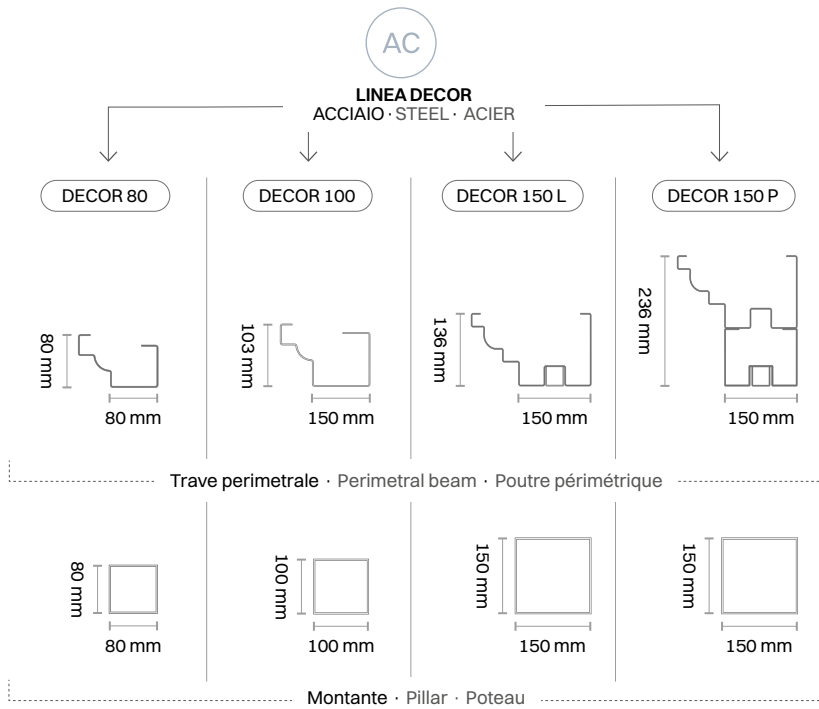 AC
LINEA DECOR
ACCIAIO · STEEL · ACIER
DECOR 80
DECOR 100
DECOR 150 L
DECOR 150 P
80 mm
80 mm
103 mm
150 mm
136 mm
150 mm
236 mm
150 mm
Trave perimetrale · Perimetral beam · Poutre périmétrique
80 mm
80 mm
100 mm
100 mm
150 mm
150 mm
150 mm
150 mm
Montante · Pillar · Poteau